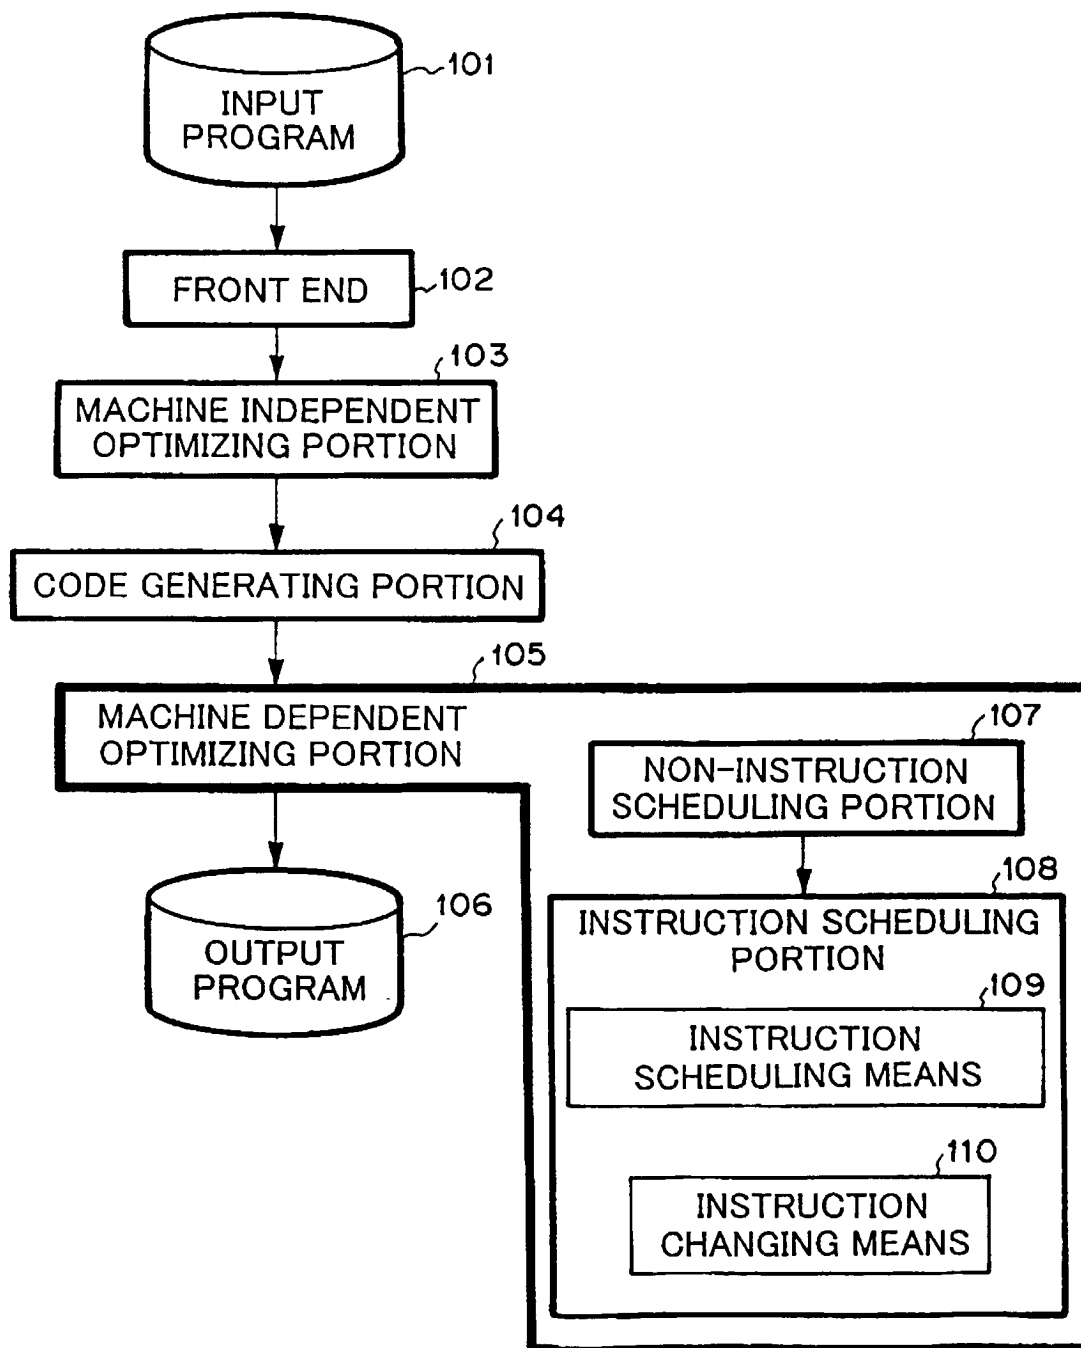 101
INPUT
PROGRAM
102
FRONT END
103
MACHINE INDEPENDENT
OPTIMIZING PORTION
104
CODE GENERATING PORTION
105
MACHINE DEPENDENT
OPTIMIZING PORTION
107
NON-INSTRUCTION
SCHEDULING PORTION
106
OUTPUT
PROGRAM
108
INSTRUCTION SCHEDULING
PORTION
109
INSTRUCTION
SCHEDULING MEANS
110
INSTRUCTION
CHANGING MEANS